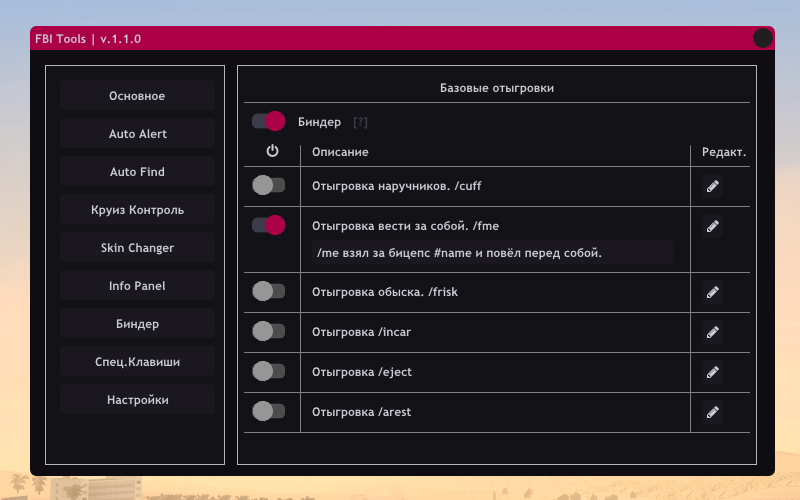 FBI Tools | v.1.1.0
Основное
Auto Alert
Auto Find
Круиз Контроль
Skin Changer
Info Panel
Биндер
Спец.Клавиши
Настройки
Базовые отыгровки
Биндер [?]
Описание Редакт.
Отыгровка наручников. /cuff
Отыгровка вести за собой. /fme
/me взял за бицепс #name и повёл перед собой.
Отыгровка обыска. /frisk
Отыгровка /incar
Отыгровка /eject
Отыгровка /arest